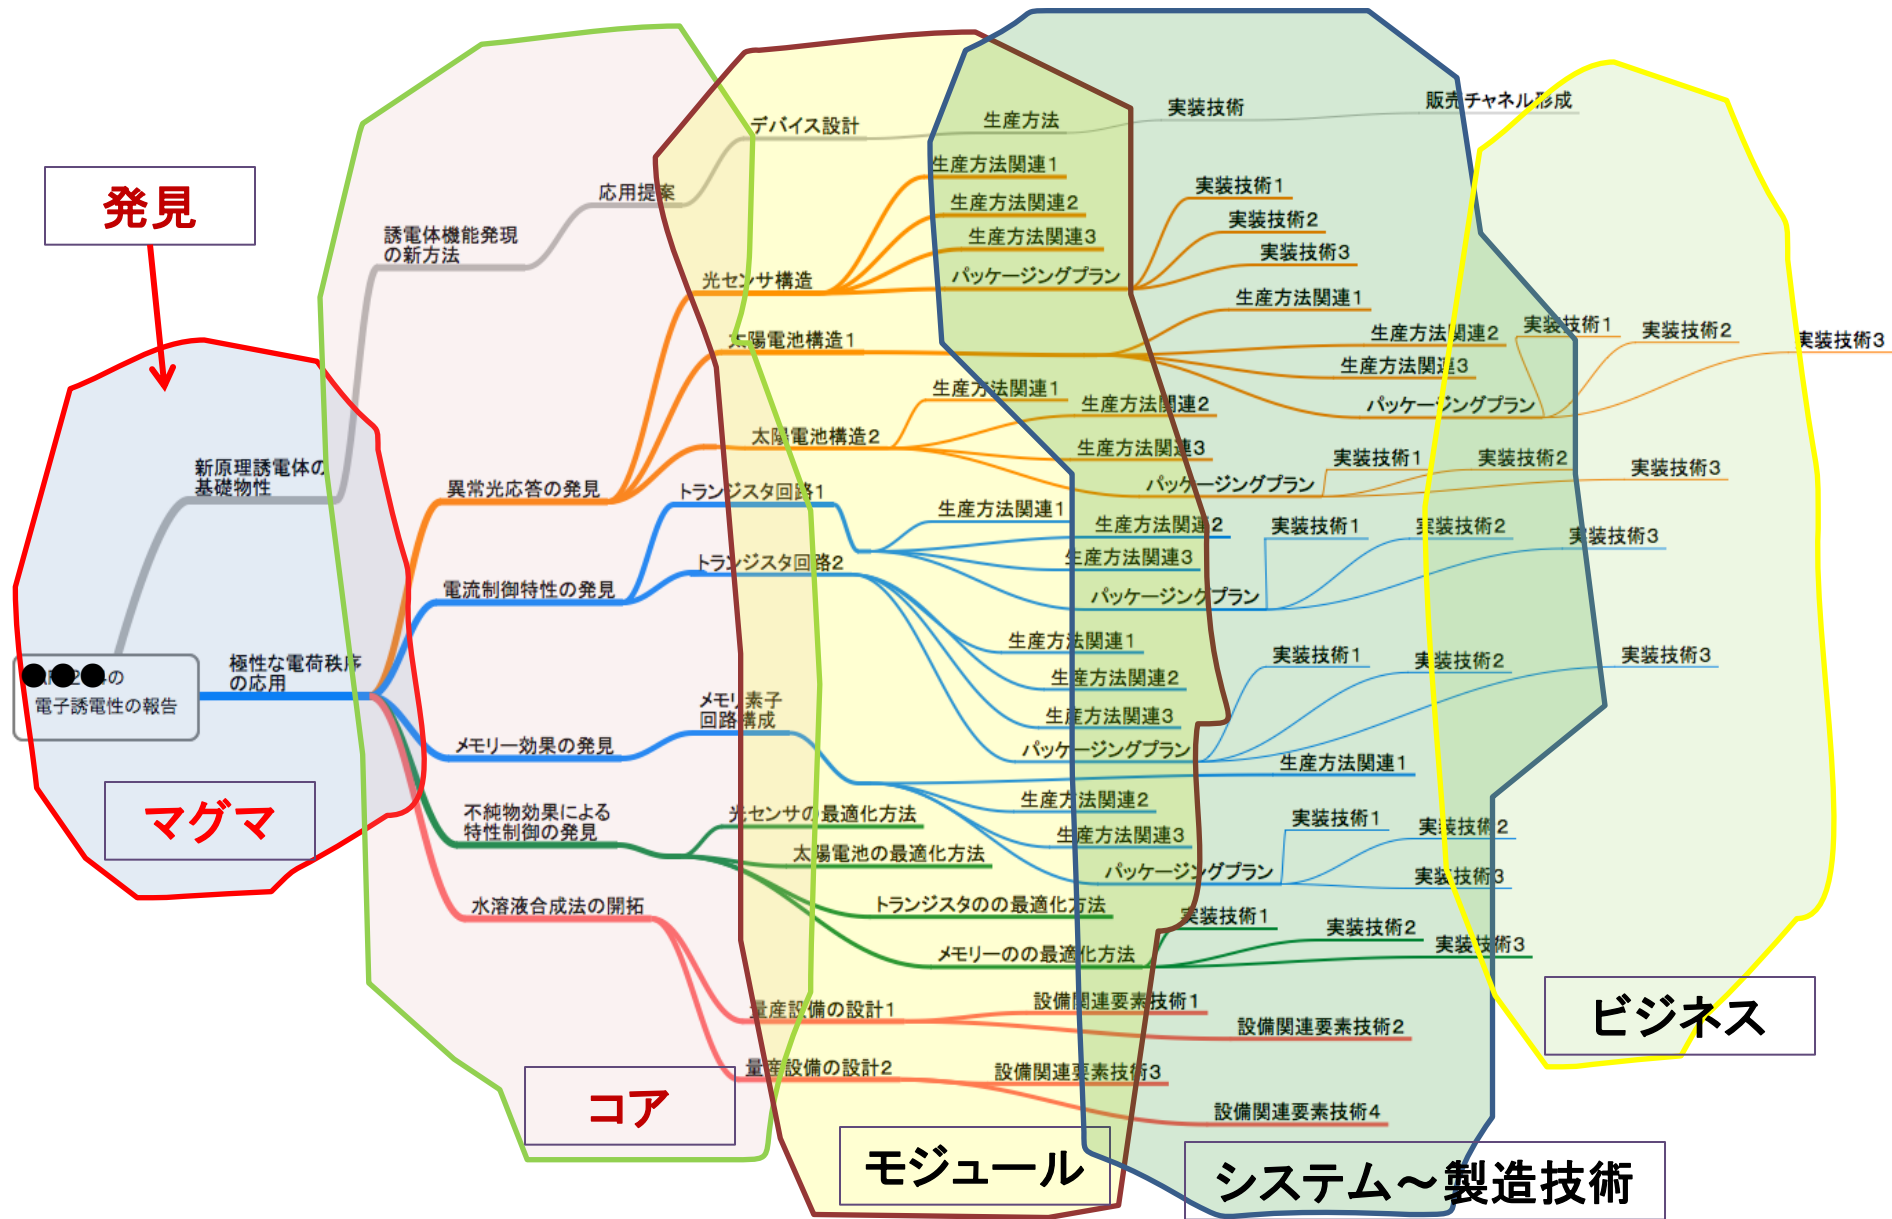 発見
マグマ
コア
モジュール
システム～製造技術
ビジネス
の
電子誘電性の報告
新原理誘電体の
基礎物性
極性な電荷秩序
の応用
誘電体機能発現
の新方法
応用提案
デバイス設計
生産方法
実装技術
販売チャネル形成
異常光応答の発見
光センサ構造
生産方法関連1
生産方法関連2
生産方法関連3
パッケージングプラン
実装技術1
実装技術2
実装技術3
太陽電池構造1
生産方法関連1
生産方法関連2
生産方法関連3
パッケージングプラン
実装技術1
実装技術2
実装技術3
太陽電池構造2
生産方法関連1
生産方法関連2
生産方法関連3
パッケージングプラン
実装技術1
実装技術2
実装技術3
電流制御特性の発見
トランジスタ回路1
生産方法関連1
生産方法関連2
生産方法関連3
パッケージングプラン
実装技術1
実装技術2
実装技術3
トランジスタ回路2
生産方法関連1
生産方法関連2
生産方法関連3
パッケージングプラン
実装技術1
実装技術2
実装技術3
メモリー効果の発見
メモリ素子
回路構成
生産方法関連1
生産方法関連2
生産方法関連3
パッケージングプラン
実装技術1
実装技術2
実装技術3
不純物効果による
特性制御の発見
光センサの最適化方法
太陽電池の最適化方法
トランジスタのの最適化方法
メモリーのの最適化方法
実装技術1
実装技術2
実装技術3
水溶液合成法の開拓
量産設備の設計1
設備関連要素技術1
設備関連要素技術2
量産設備の設計2
設備関連要素技術3
設備関連要素技術4